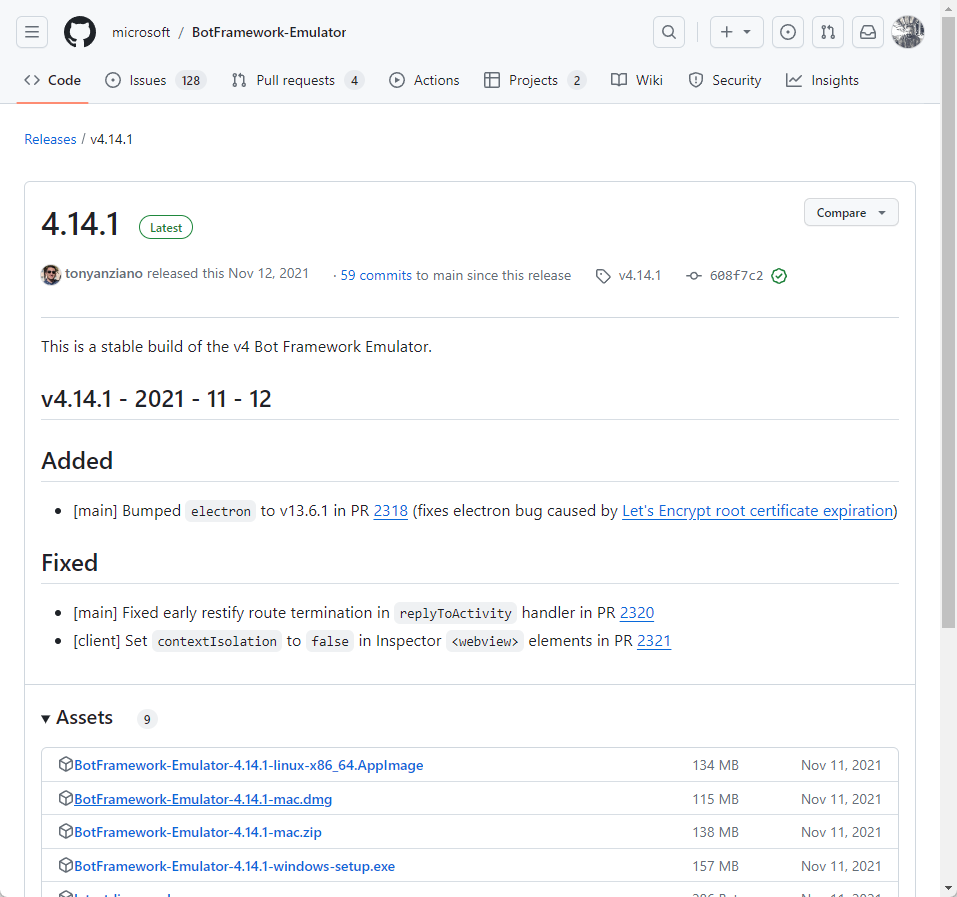 microsoft / BotFramework-Emulator
Code Issues 128 Pull requests 4 Actions Projects 2 Wiki Security Insights
Releases / v4.14.1
4.14.1 Latest Compare
tonyanziano released this Nov 12, 2021 · 59 commits to main since this release v4.14.1 608f7c2
This is a stable build of the v4 Bot Framework Emulator.
v4.14.1 - 2021 - 11 - 12
Added
[main] Bumped electron to v13.6.1 in PR 2318 (fixes electron bug caused by Let's Encrypt root certificate expiration)
Fixed
[main] Fixed early restify route termination in replyToActivity handler in PR 2320
[client] Set contextIsolation to false in Inspector <webview> elements in PR 2321
Assets 9
BotFramework-Emulator-4.14.1-linux-x86_64.AppImage 134 MB Nov 11, 2021
BotFramework-Emulator-4.14.1-mac.dmg 115 MB Nov 11, 2021
BotFramework-Emulator-4.14.1-mac.zip 138 MB Nov 11, 2021
BotFramework-Emulator-4.14.1-windows-setup.exe 157 MB Nov 11, 2021